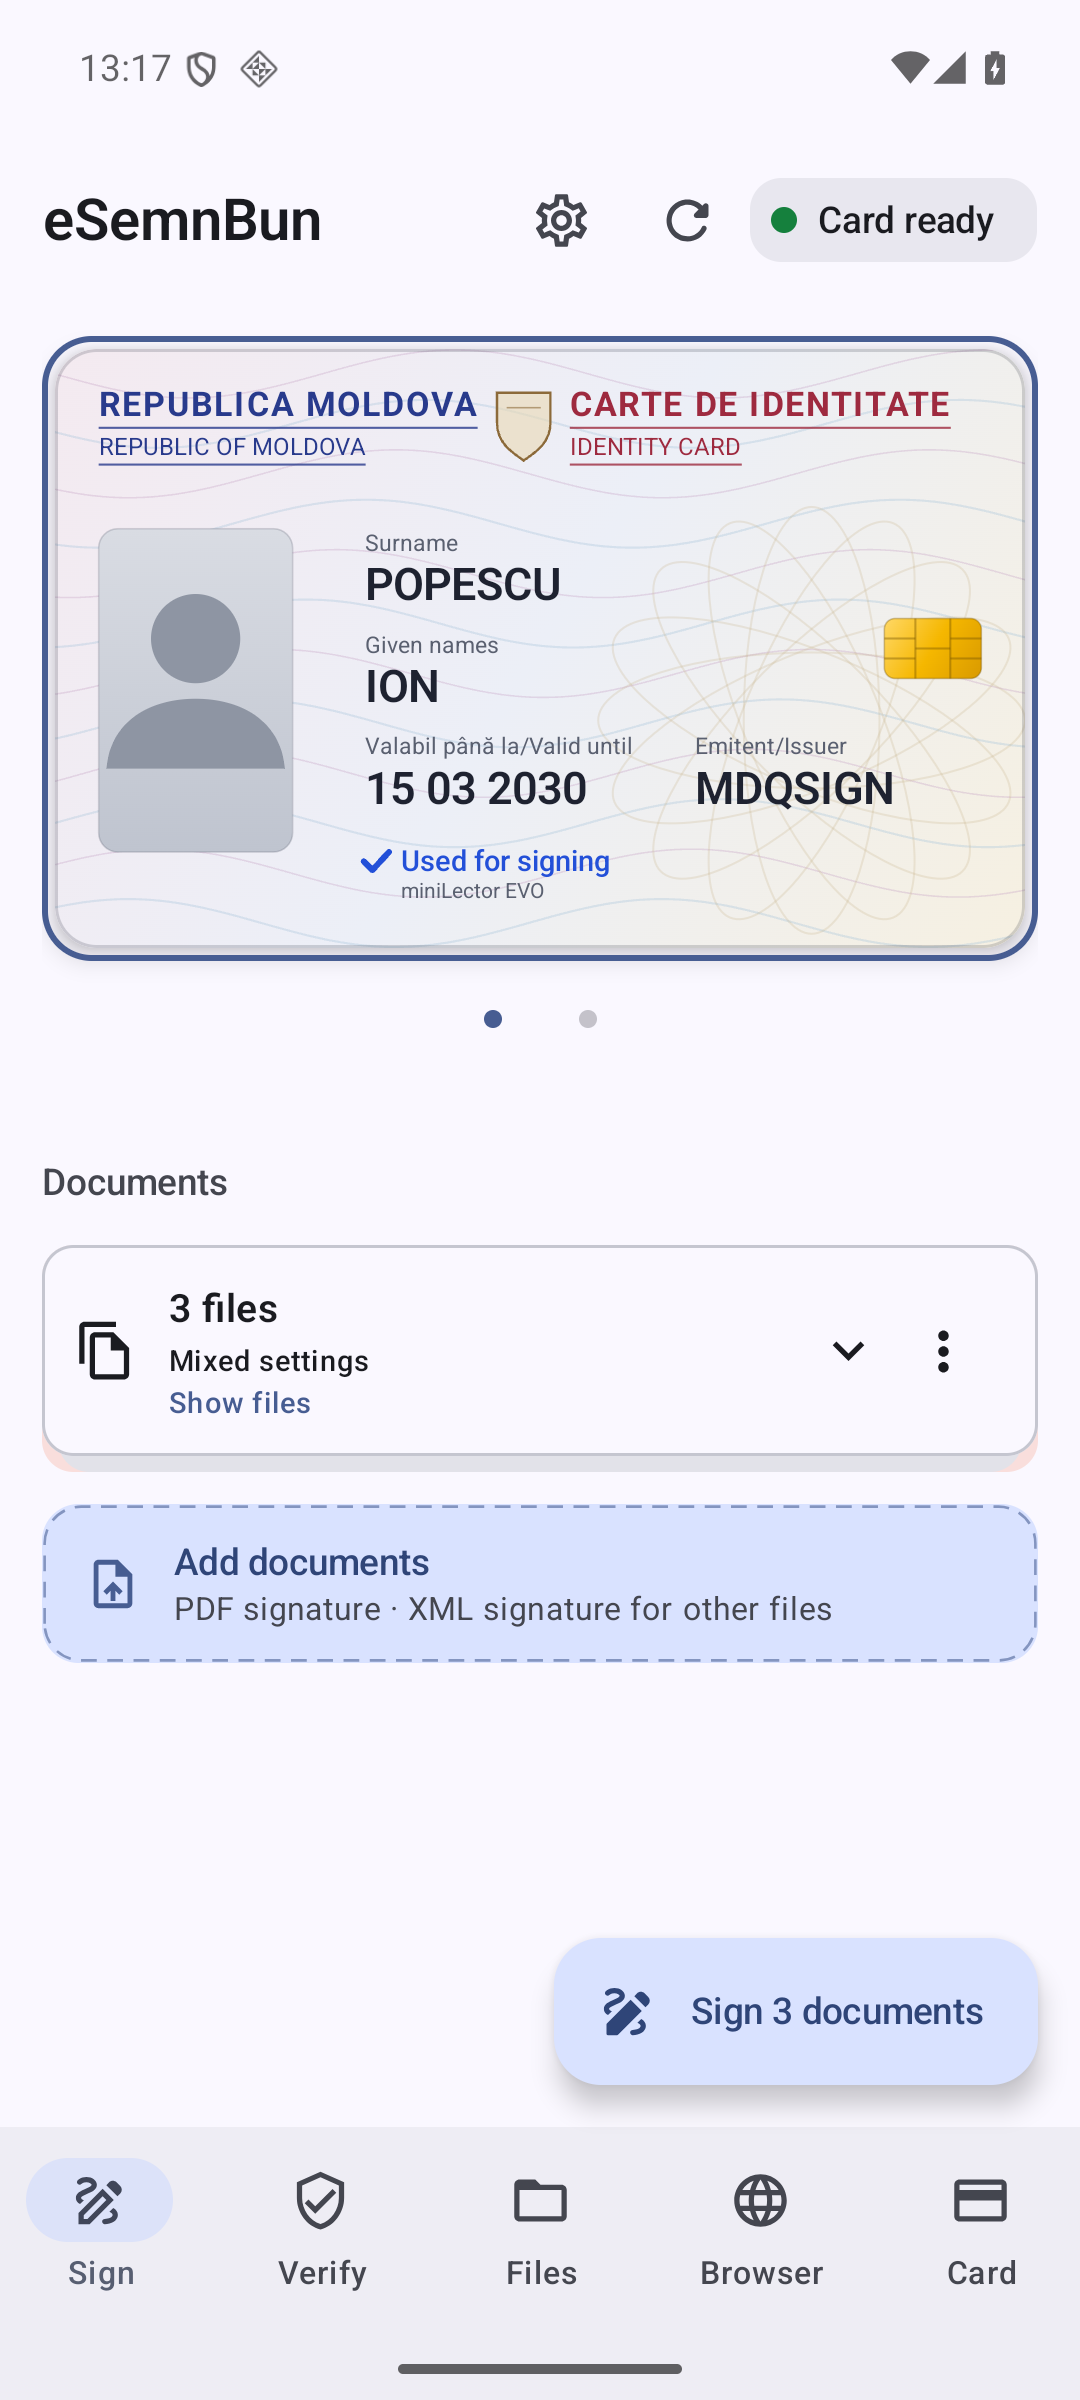 13:17
eSemnBun
Card ready
REPUBLICA MOLDOVA
REPUBLIC OF MOLDOVA
CARTE DE IDENTITATE
IDENTITY CARD
Surname
POPESCU
Given names
ION
Valabil până la/Valid until
15 03 2030
Emitent/Issuer
MDQSIGN
Used for signing
miniLector EVO
Documents
3 files
Mixed settings
Show files
Add documents
PDF signature · XML signature for other files
Sign 3 documents
Sign
Verify
Files
Browser
Card